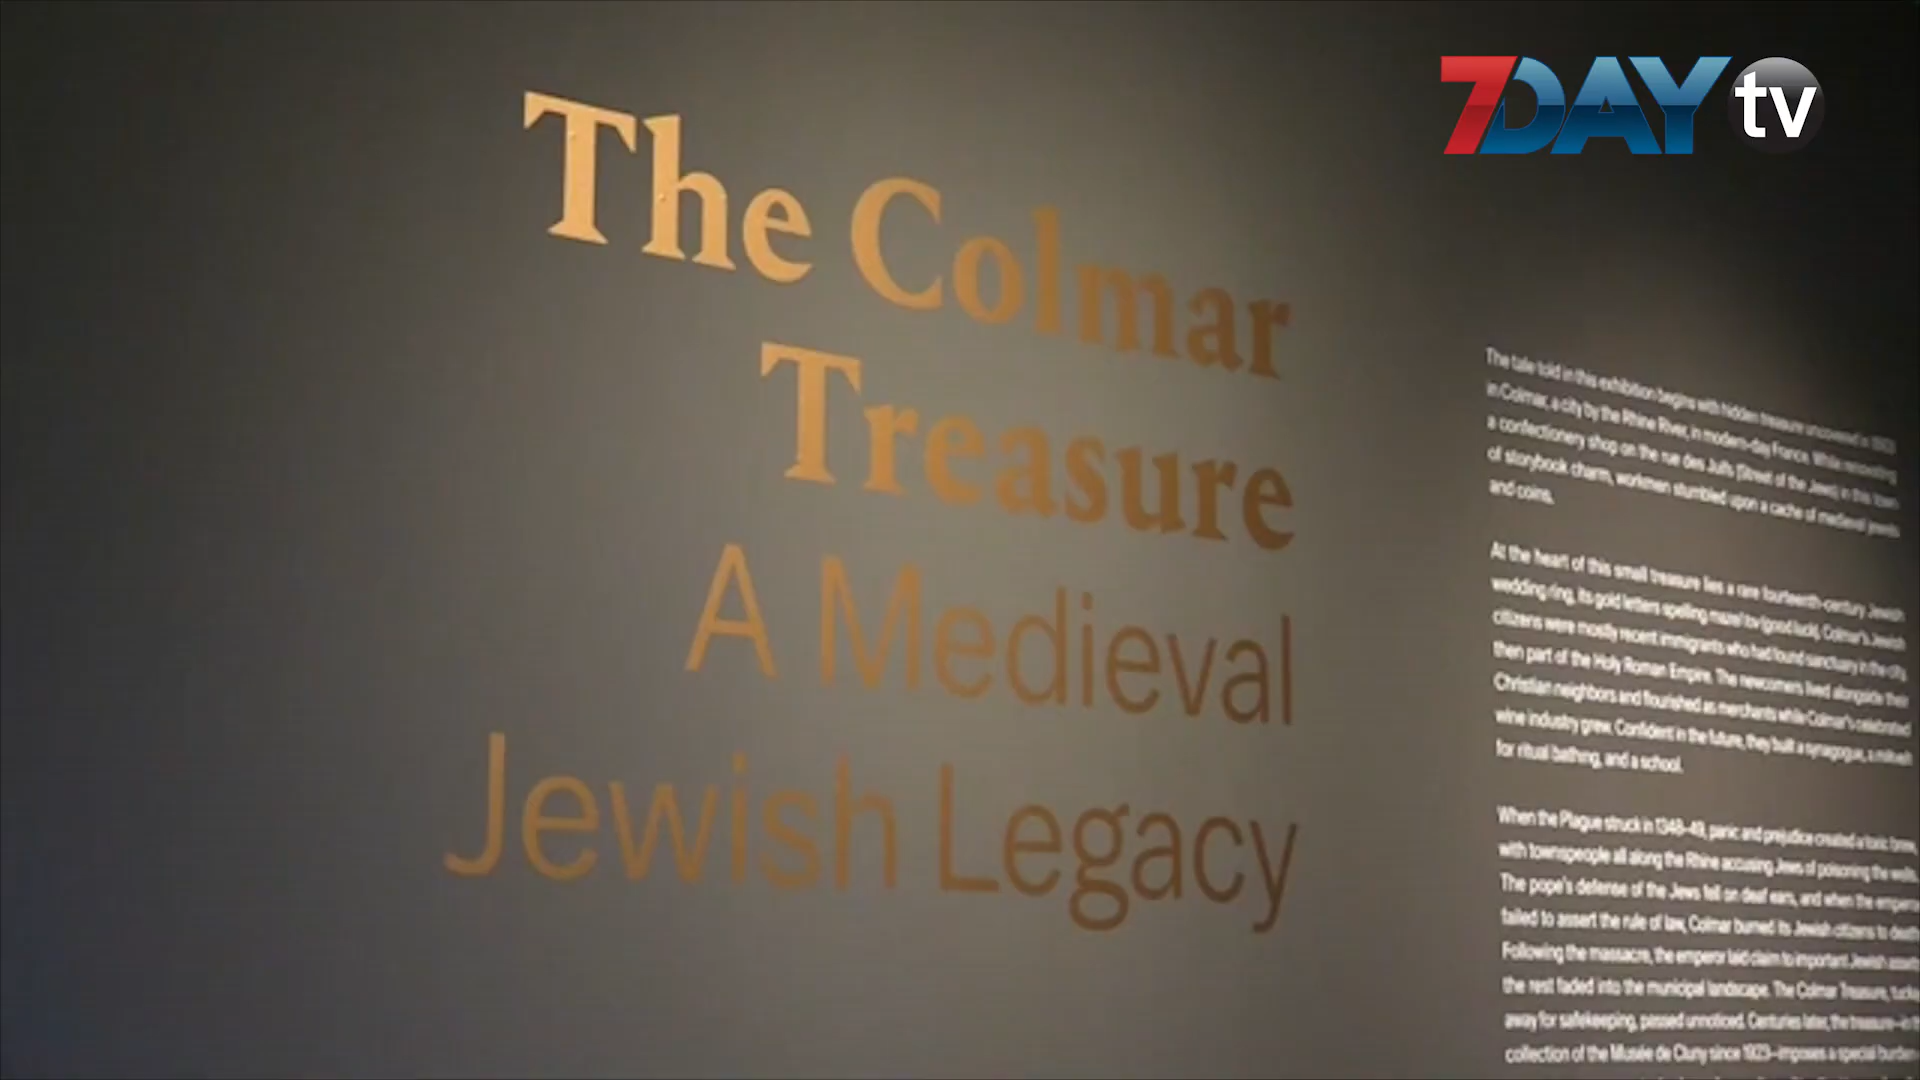 7DAY tv
The Colmar
Treasure
A Medieval
Jewish Legacy
The tale told in this exhibition begins with hidden treasure uncovered in 1863
in Colmar, a city by the Rhine River, in modern-day France. While renovating
a confectionery shop on the rue des Juifs (Street of the Jews) in this town
of storybook charm, workmen stumbled upon a cache of medieval jewels
and coins.
At the heart of this small treasure lies a rare fourteenth-century Jewish
wedding ring, its gold letters spelling mazel tov (good luck). Colmar's Jewish
citizens were mostly recent immigrants who had found sanctuary in the city,
then part of the Holy Roman Empire. The newcomers lived alongside their
Christian neighbors and flourished as merchants while Colmar's celebrated
wine industry grew. Confident in the future, they built a synagogue, a mikveh
for ritual bathing, and a school.
When the Plague struck in 1348–49, panic and prejudice created a toxic brew,
with townspeople all along the Rhine accusing Jews of poisoning the wells.
The pope's defense of the Jews fell on deaf ears, and when the
failed to assert the rule of law, Colmar burned its Jewish citizens to death
Following the massacre, the emperor laid claim to important Jewish
the rest faded into the municipal landscape. The Colmar Treasure,
away for safekeeping, passed unnoticed. Centuries later, the treasure—in
collection of the Musée de Cluny since 1923—imposes a special burden